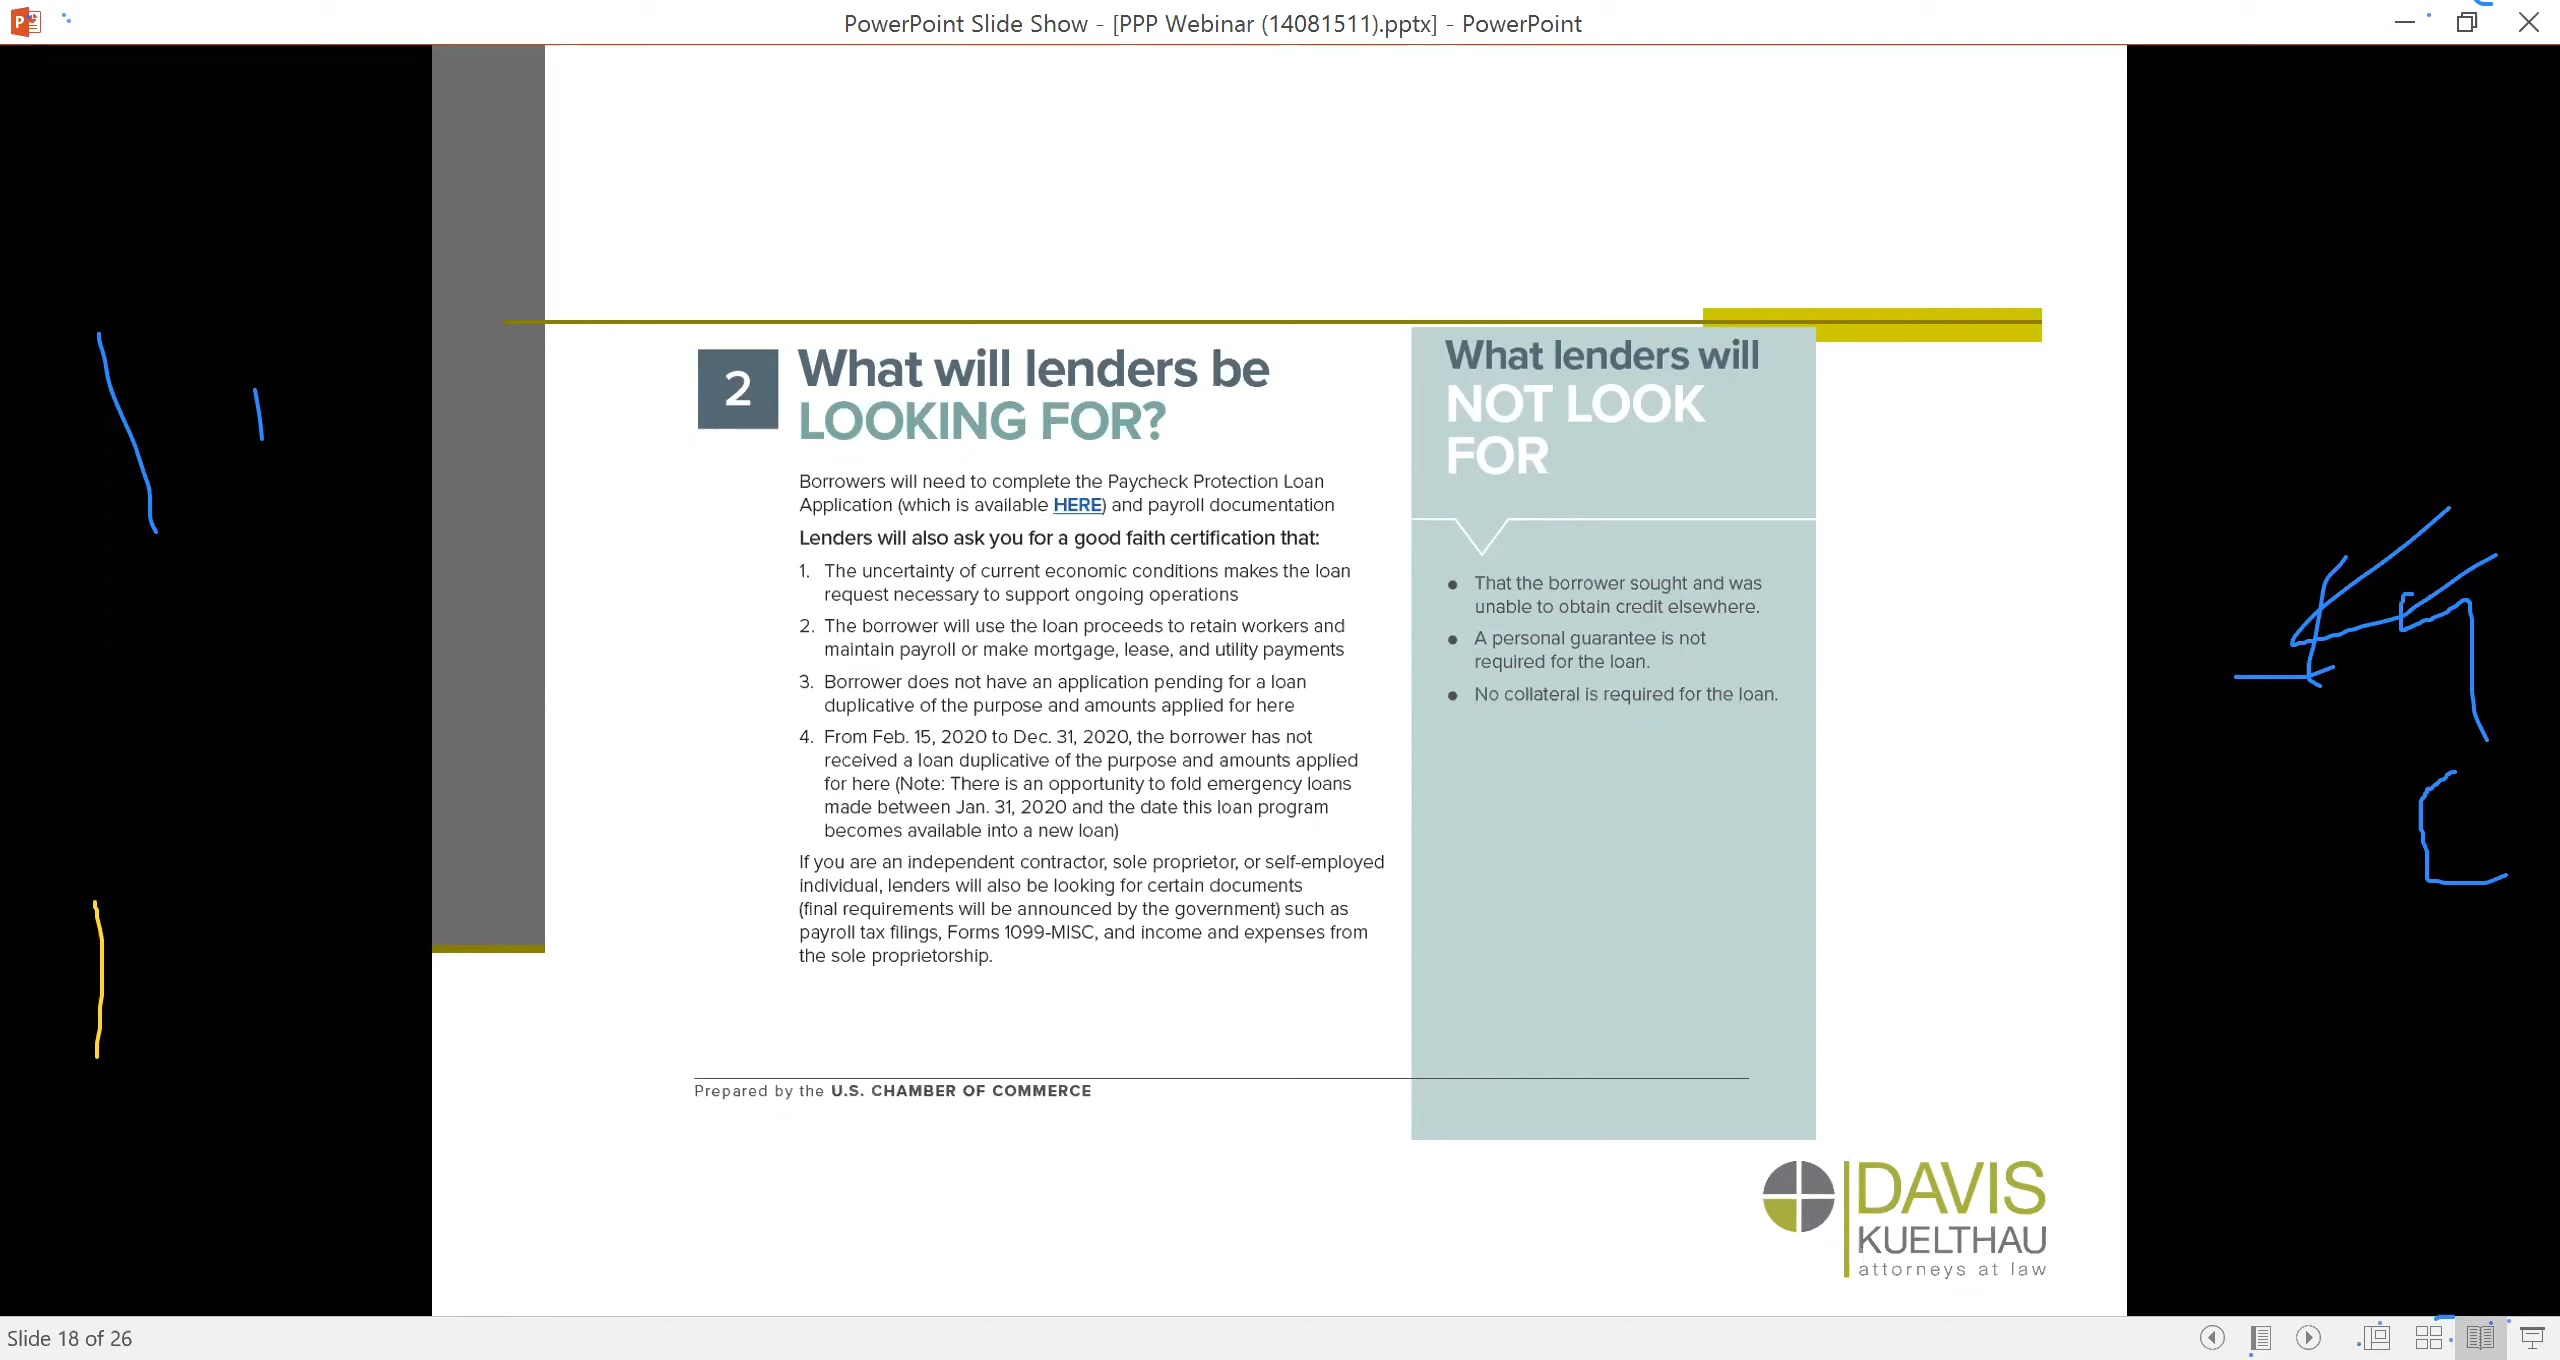 PowerPoint Slide Show - [PPP Webinar (14081511).pptx] - PowerPoint
2
What will lenders be
LOOKING FOR?
Borrowers will need to complete the Paycheck Protection Loan
Application (which is available HERE) and payroll documentation
Lenders will also ask you for a good faith certification that:
1. The uncertainty of current economic conditions makes the loan
request necessary to support ongoing operations
2. The borrower will use the loan proceeds to retain workers and
maintain payroll or make mortgage, lease, and utility payments
3. Borrower does not have an application pending for a loan
duplicative of the purpose and amounts applied for here
4. From Feb. 15, 2020 to Dec. 31, 2020, the borrower has not
received a loan duplicative of the purpose and amounts applied
for here (Note: There is an opportunity to fold emergency loans
made between Jan. 31, 2020 and the date this loan program
becomes available into a new loan)
If you are an independent contractor, sole proprietor, or self-employed
individual, lenders will also be looking for certain documents
(final requirements will be announced by the government) such as
payroll tax filings, Forms 1099-MISC, and income and expenses from
the sole proprietorship.
What lenders will
NOT LOOK
FOR
• That the borrower sought and was
unable to obtain credit elsewhere.
• A personal guarantee is not
required for the loan.
• No collateral is required for the loan.
Prepared by the U.S. CHAMBER OF COMMERCE
DAVIS
KUELTHAU
attorneys at law
Slide 18 of 26